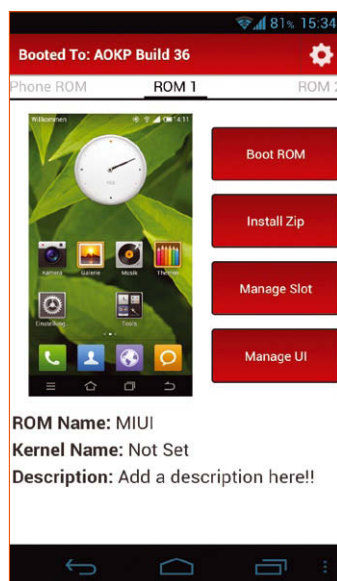 81% 15:34
Booted To: AOKP Build 36
Phone ROM ROM 1 ROM 2
Willkommen 14:11
Boot ROM
Install Zip
Manage Slot
Manage UI
Kamera Galerie Musik Themes
Einstellung... Tools
ROM Name: MIUI
Kernel Name: Not Set
Description: Add a description here!!